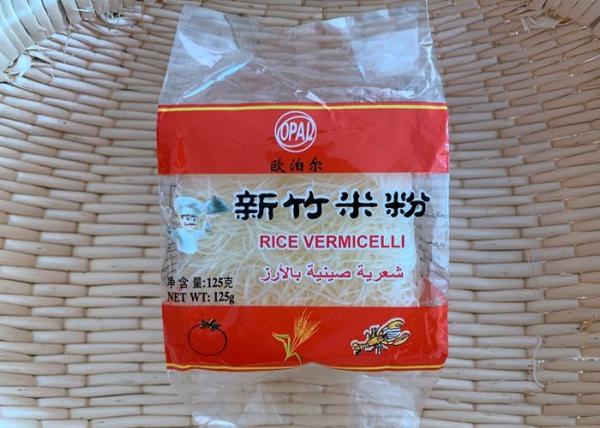 OPAL
欧泊尔
新竹米粉
RICE VERMICELLI
شعرية صينية بالأرز
净含量:125克
NET WT: 125g